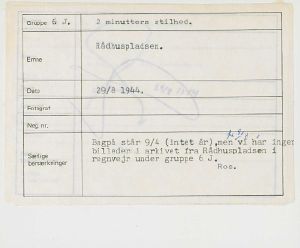 Gruppe 6 J. 2 minutters stilhed.
Emne Rådhuspladsen.
Dato 29/8 1944.
Fotograf
Neg nr.
Særlige bemærkninger
Bagpå står 9/4 (intet år), men vi har ingen
billeder i arkivet fra Rådhuspladsen i
regnvejr under gruppe 6 J.
Ros.